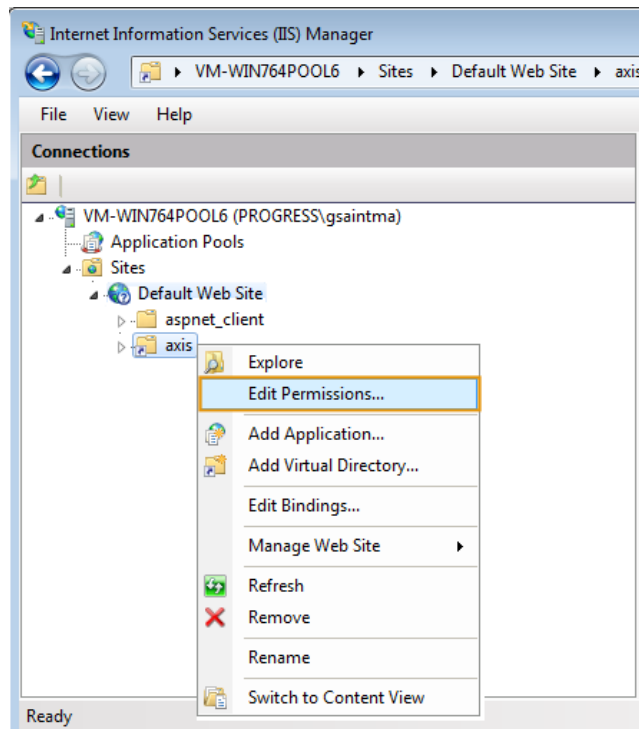 Internet Information Services (IIS) Manager
VM-WIN764POOL6 Sites Default Web Site axis
File View Help
Connections
VM-WIN764POOL6 (PROGRESS\gsaintma)
Application Pools
Sites
Default Web Site
aspnet_client
axis
Explore
Edit Permissions...
Add Application...
Add Virtual Directory...
Edit Bindings...
Manage Web Site
Refresh
Remove
Rename
Switch to Content View
Ready